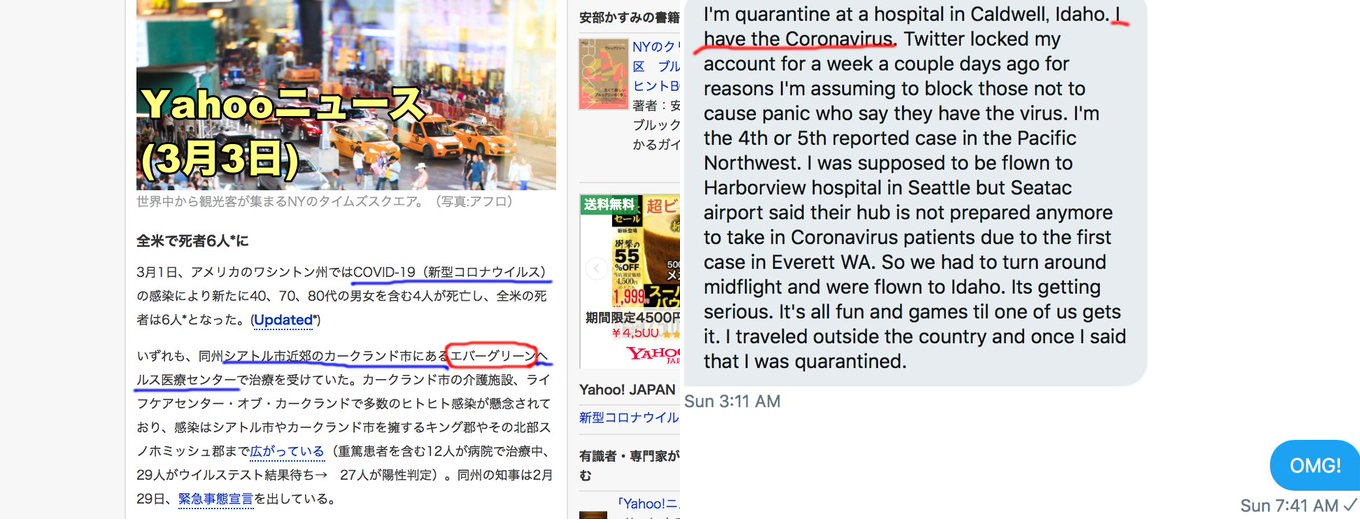 Yahooニュース
(3月3日)
世界中から観光客が集まるNYのタイムズスクエア。（写真:アフロ）
全米で死者6人*に
3月1日、アメリカのワシントン州ではCOVID-19（新型コロナウイルス）
の感染により新たに40、70、80代の男女を含む4人が死亡し、全米の死
者は6人*となった。(Updated*)
いずれも、同州シアトル市近郊のカークランド市にあるエバーグリーンヘ
ルス医療センターで治療を受けていた。カークランド市の介護施設、ライ
フケアセンター・オブ・カークランドで多数のヒトヒト感染が懸念されて
おり、感染はシアトル市やカークランド市を擁するキング郡やその北部ス
ノホミッシュ郡まで広がっている（重篤患者を含む12人が病院で治療中、
29人がウイルステスト結果待ち→　27人が陽性判定）。同州の知事は2月
29日、緊急事態宣言を出している。
安部かすみの書籍
NYのクリ
区　ブル
ヒントB
著者：安
ブルック
かるガイ
送料無料
超ビ
セール
衝撃の
55
%OFF
当店通常価格
4,500円
1,999
スー
期間限定4500円
¥4,500
YAHO
Yahoo! JAPAN
新型コロナウイル
有識者・専門家が
む
「Yahoo!ニ
I'm quarantine at a hospital in Caldwell, Idaho. I
have the Coronavirus. Twitter locked my
account for a week a couple days ago for
reasons I'm assuming to block those not to
cause panic who say they have the virus. I'm
the 4th or 5th reported case in the Pacific
Northwest. I was supposed to be flown to
Harborview hospital in Seattle but Seatac
airport said their hub is not prepared anymore
to take in Coronavirus patients due to the first
case in Everett WA. So we had to turn around
midflight and were flown to Idaho. Its getting
serious. It's all fun and games til one of us gets
it. I traveled outside the country and once I said
that I was quarantined.
Sun 3:11 AM
OMG!
Sun 7:41 AM ✓